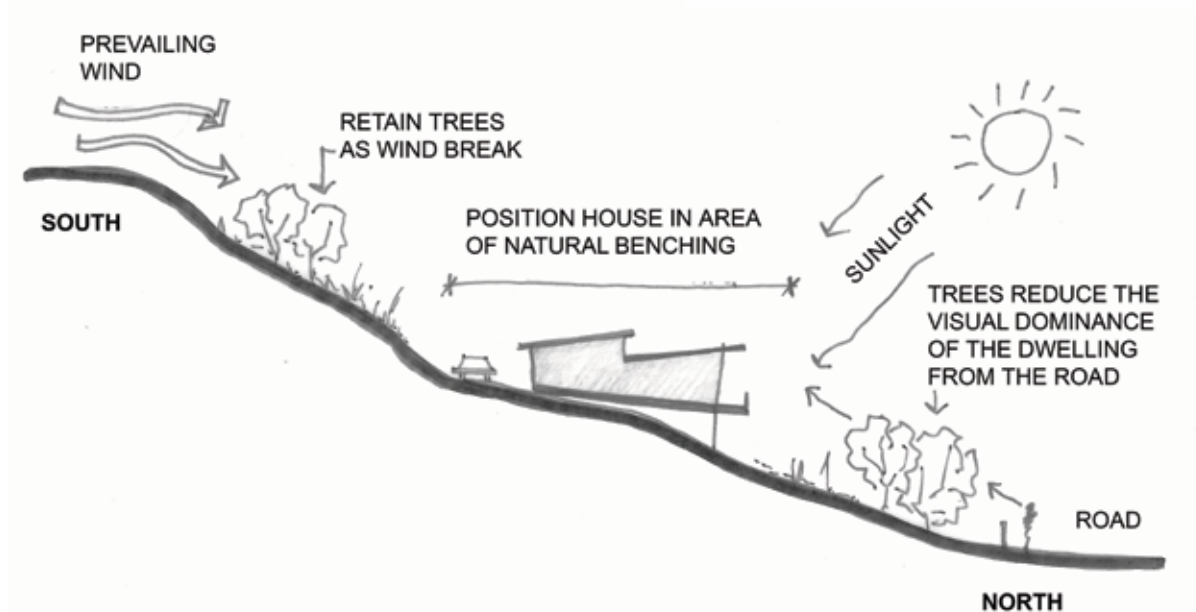 PREVAILING
WIND
RETAIN TREES
AS WIND BREAK
SOUTH
POSITION HOUSE IN AREA
OF NATURAL BENCHING
SUNLIGHT
TREES REDUCE THE
VISUAL DOMINANCE
OF THE DWELLING
FROM THE ROAD
ROAD
NORTH